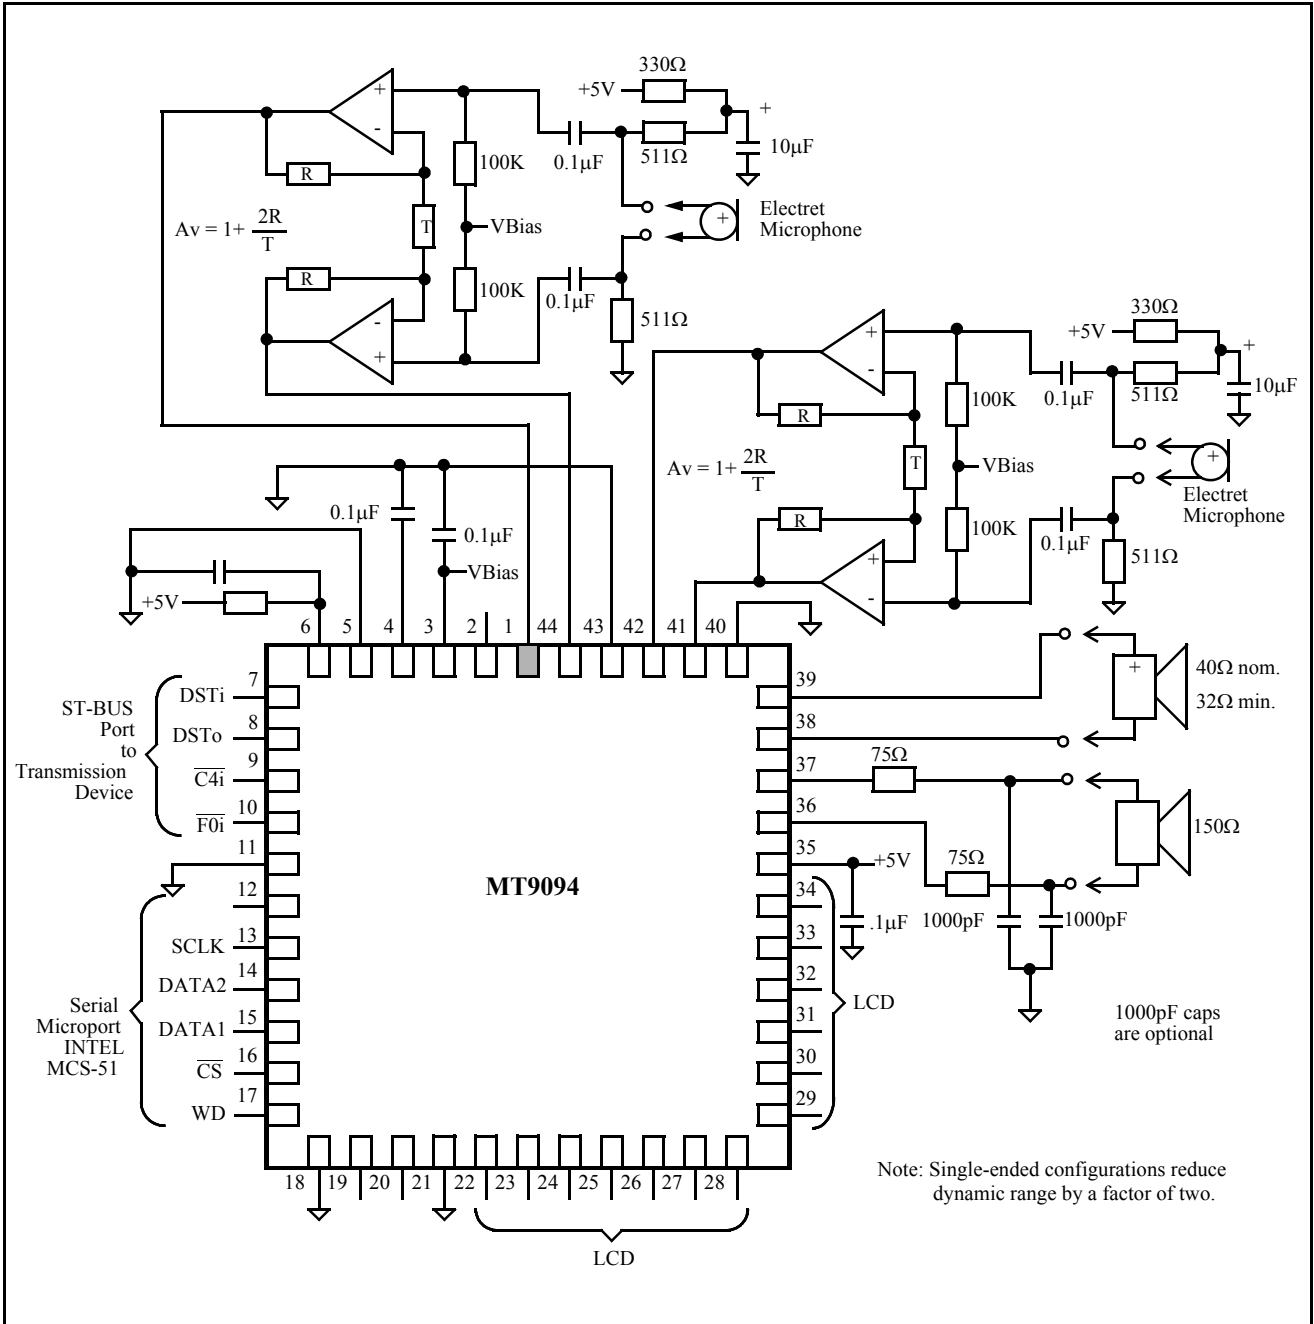 330Ω
+5V
+
511Ω
10μF
0.1μF
+
-
100K
R
T
VBias
Av = 1+ 2R/T
R
100K
-
+
0.1μF
511Ω
+
Electret
Microphone
330Ω
+5V
+
511Ω
10μF
0.1μF
+
-
100K
R
T
VBias
Av = 1+ 2R/T
R
100K
+
-
0.1μF
511Ω
+
Electret
Microphone
0.1μF
0.1μF
VBias
+5V
6 5 4 3 2 1 44 43 42 41 40
7
DSTi
8
DSTo
9
C̅4̅i̅
10
F̅0̅i̅
ST-BUS
Port
to
Transmission
Device
11
12
13
SCLK
14
DATA2
15
DATA1
16
C̅S̅
17
WD
Serial
Microport
INTEL
MCS-51
MT9094
39
38
37
36
35
34
33
32
31
30
29
+
40Ω nom.
32Ω min.
75Ω
150Ω
75Ω
+5V
.1μF
1000pF
1000pF
LCD
1000pF caps
are optional
18 19 20 21 22 23 24 25 26 27 28
LCD
Note: Single-ended configurations reduce
dynamic range by a factor of two.